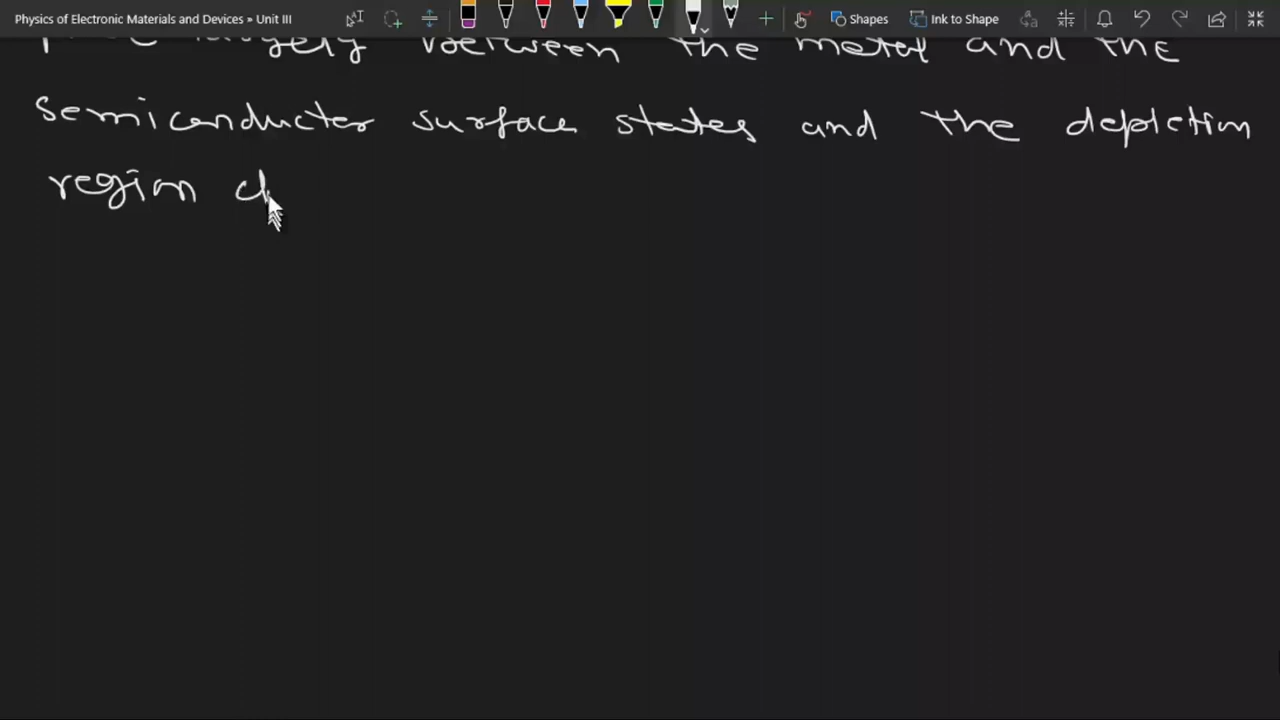 Physics of Electronic Materials and Devices » Unit III
Shapes
Ink to Shape
largely between the metal and the
semiconductor surface states and the depletion
region ch